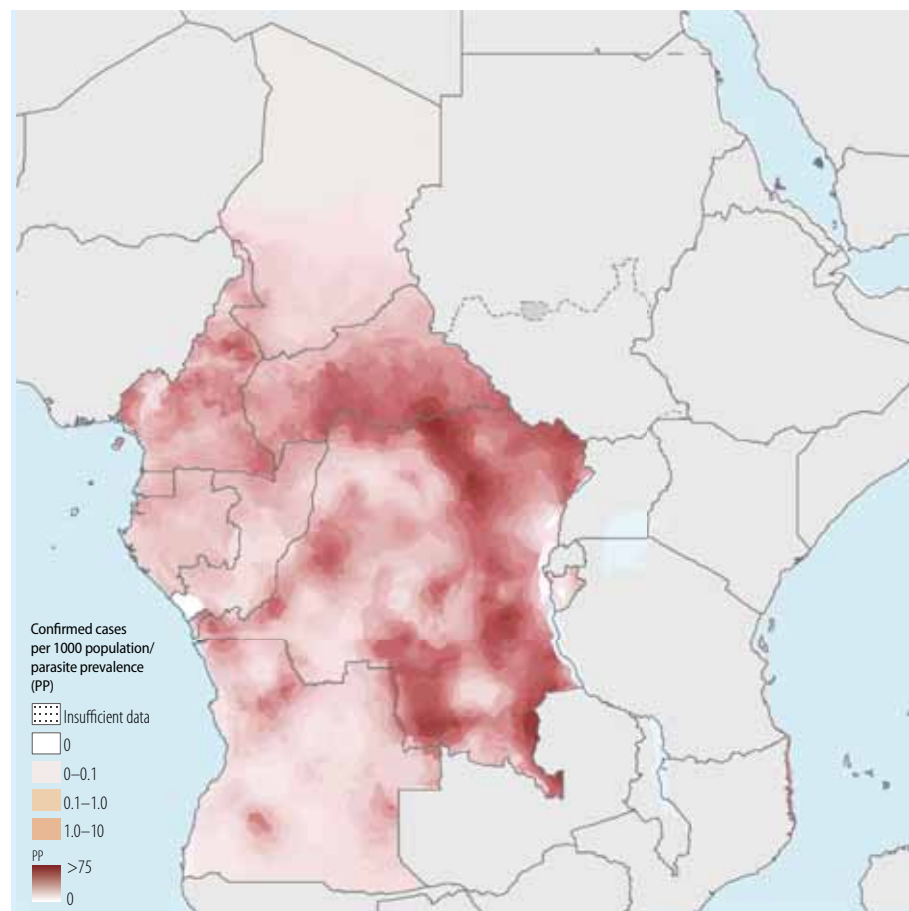 Confirmed cases
per 1000 population/
parasite prevalence
(PP)
Insufficient data
0
0–0.1
0.1–1.0
1.0–10
PP
>75
0